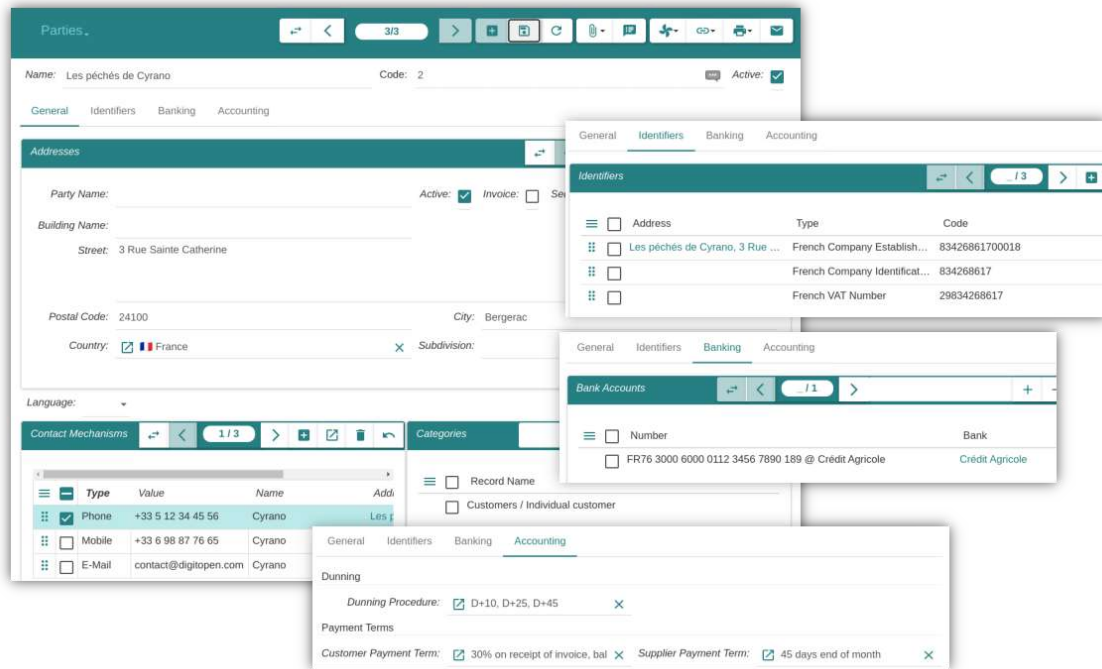 Parties
3/3
Name: Les péchés de Cyrano Code: 2 Active:
General Identifiers Banking Accounting
Addresses
Party Name: Active: Invoice:
Building Name:
Street: 3 Rue Sainte Catherine
Postal Code: 24100 City: Bergerac
Country: France Subdivision:
Language:
Contact Mechanisms 1 / 3
Type Value Name
Phone +33 5 12 34 45 56 Cyrano
Mobile +33 6 98 87 76 65 Cyrano
E-Mail contact@digitopen.com Cyrano
Categories
Record Name
Customers / Individual customer
General Identifiers Banking Accounting
Identifiers _ / 3
Address Type Code
Les péchés de Cyrano, 3 Rue ... French Company Establish... 83426861700018
French Company Identificat... 834268617
French VAT Number 29834268617
General Identifiers Banking Accounting
Bank Accounts _ / 1
Number Bank
FR76 3000 6000 0112 3456 7890 189 @ Crédit Agricole Crédit Agricole
General Identifiers Banking Accounting
Dunning
Dunning Procedure: D+10, D+25, D+45
Payment Terms
Customer Payment Term: 30% on receipt of invoice, bal Supplier Payment Term: 45 days end of month